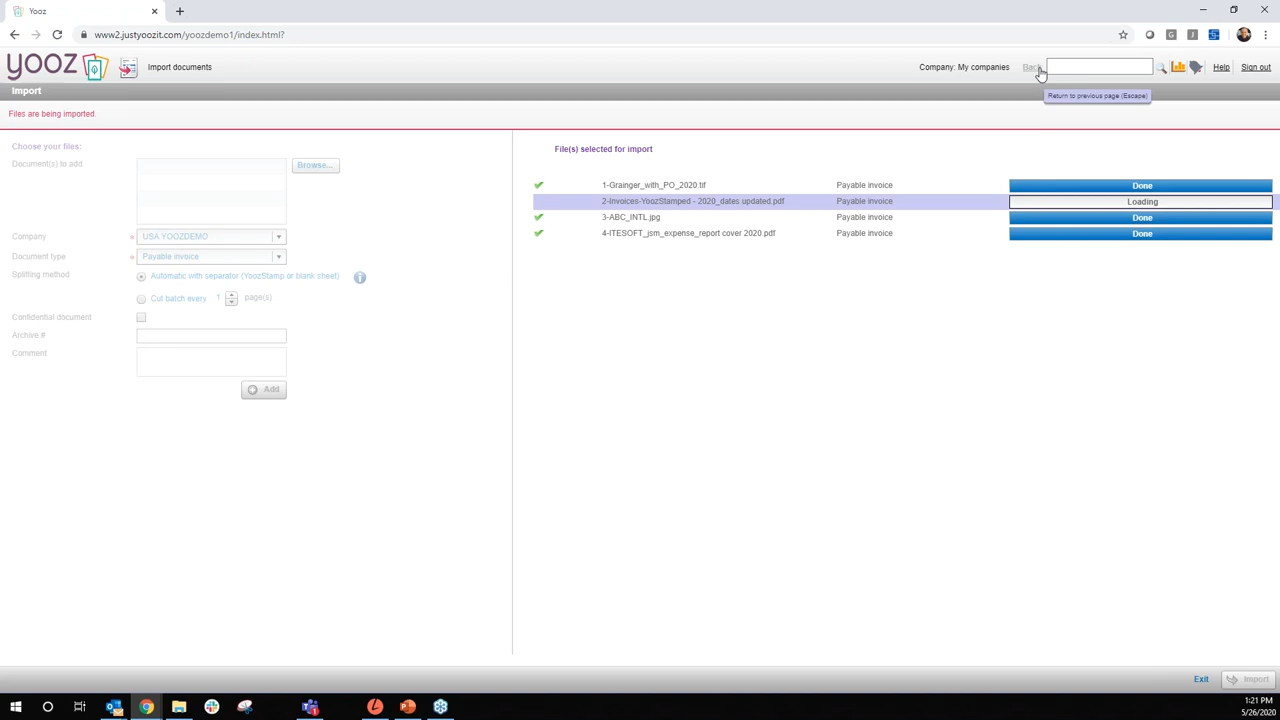 Yooz
www2.justyoozit.com/yoozdemo1/index.html?
yooz
Import documents
Company: My companies
Back
Help
Sign out
Import
Return to previous page (Escape)
Files are being imported.
Choose your files:
Document(s) to add
Browse...
Company
* USA YOOZDEMO
Document type
* Payable invoice
Splitting method
Automatic with separator (YoozStamp or blank sheet)
Cut batch every 1 page(s)
Confidential document
Archive #
Comment
Add
File(s) selected for import
1-Grainger_with_PO_2020.tif Payable invoice Done
2-Invoices-YoozStamped - 2020_dates updated.pdf Payable invoice Loading
3-ABC_INTL.jpg Payable invoice Done
4-ITESOFT_jsm_expense_report cover 2020.pdf Payable invoice Done
Exit
Import
1:21 PM
5/26/2020